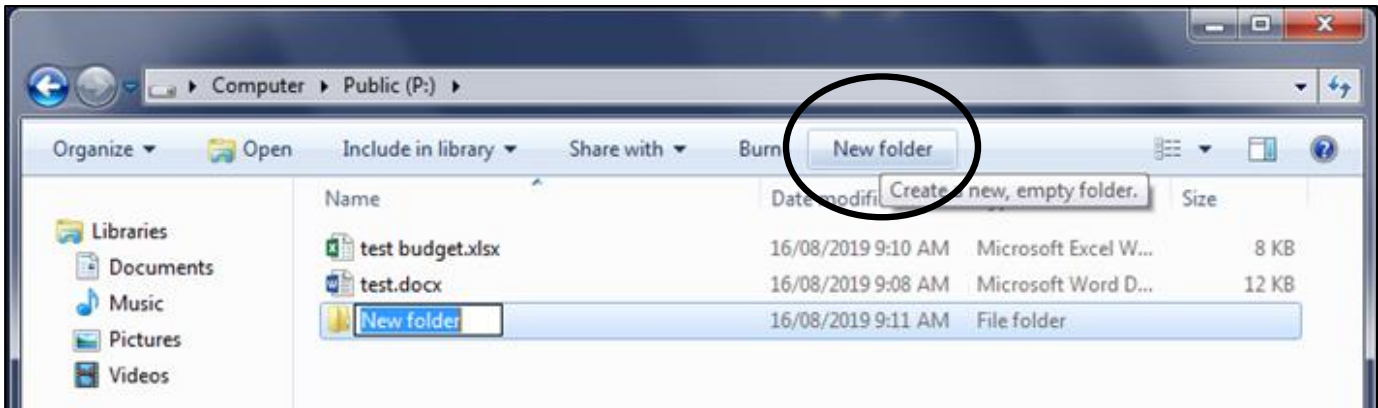 Computer Public (P:)
Organize Open Include in library Share with Burn New folder
Create a new, empty folder.
Name Date Size
Libraries
Documents
Music
Pictures
Videos
test budget.xlsx 16/08/2019 9:10 AM Microsoft Excel W... 8 KB
test.docx 16/08/2019 9:08 AM Microsoft Word D... 12 KB
New folder 16/08/2019 9:11 AM File folder